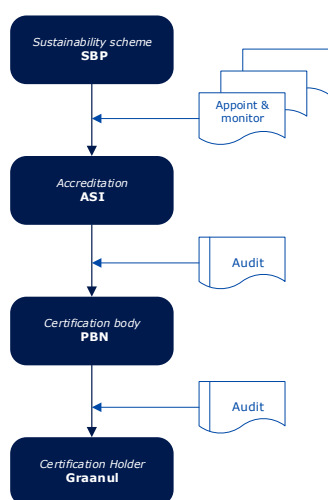 Sustainability scheme
SBP
Appoint &
monitor
Accreditation
ASI
Audit
Certification body
PBN
Audit
Certification Holder
Graanul